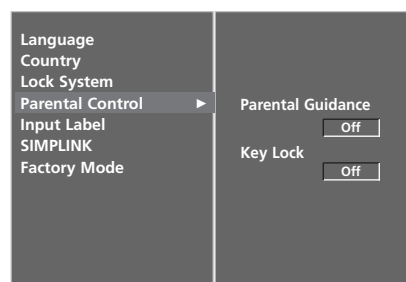 Language
Country
Lock System
Parental Control ►
Input Label
SIMPLINK
Factory Mode
Parental Guidance
Off
Key Lock
Off